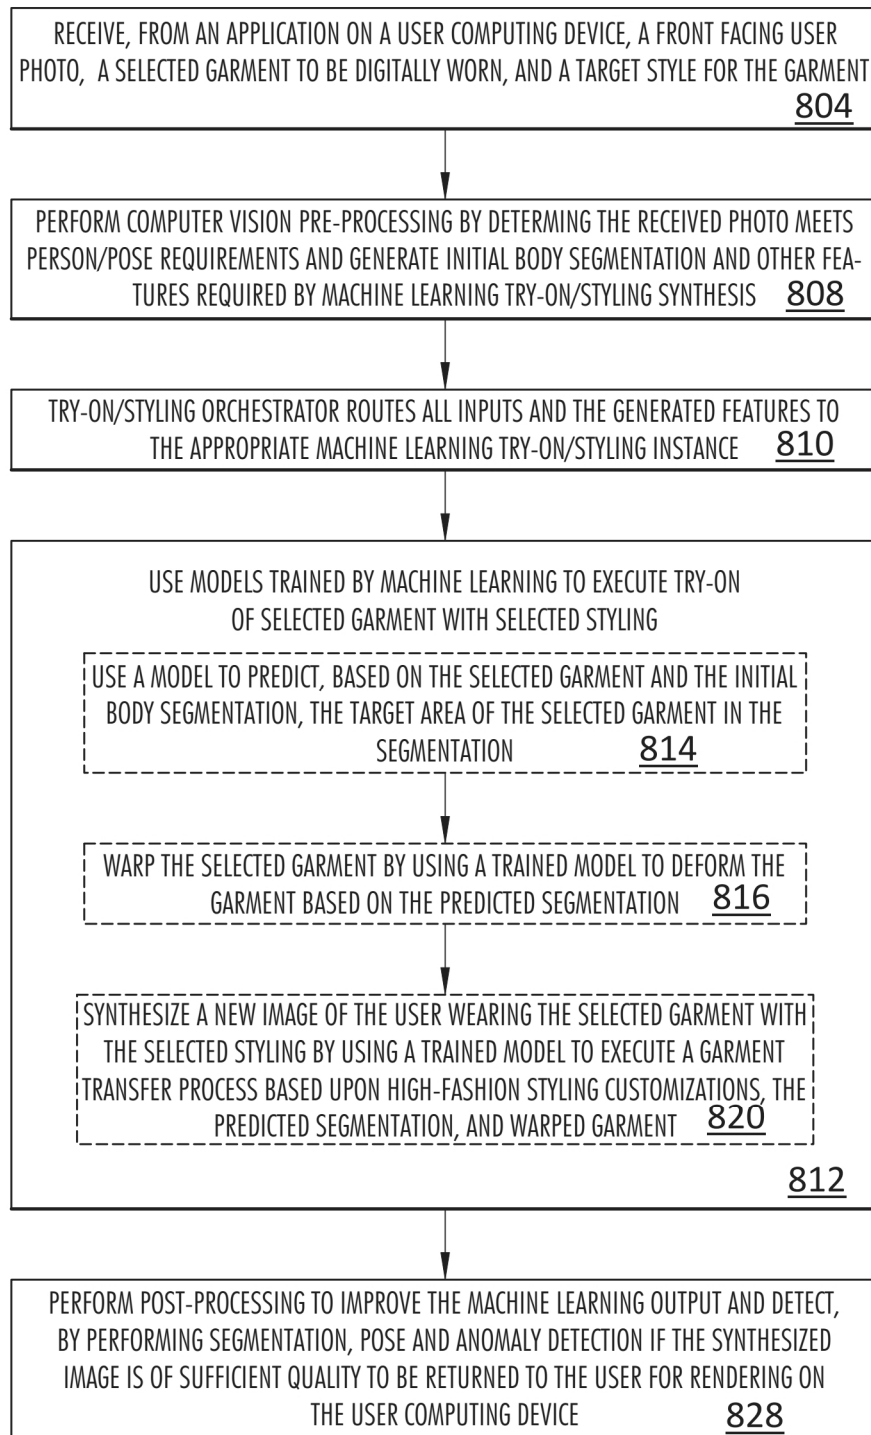 RECEIVE, FROM AN APPLICATION ON A USER COMPUTING DEVICE, A FRONT FACING USER
PHOTO, A SELECTED GARMENT TO BE DIGITALLY WORN, AND A TARGET STYLE FOR THE GARMENT
804
PERFORM COMPUTER VISION PRE-PROCESSING BY DETERMING THE RECEIVED PHOTO MEETS
PERSON/POSE REQUIREMENTS AND GENERATE INITIAL BODY SEGMENTATION AND OTHER FEA-
TURES REQUIRED BY MACHINE LEARNING TRY-ON/STYLING SYNTHESIS 808
TRY-ON/STYLING ORCHESTRATOR ROUTES ALL INPUTS AND THE GENERATED FEATURES TO
THE APPROPRIATE MACHINE LEARNING TRY-ON/STYLING INSTANCE 810
USE MODELS TRAINED BY MACHINE LEARNING TO EXECUTE TRY-ON
OF SELECTED GARMENT WITH SELECTED STYLING
USE A MODEL TO PREDICT, BASED ON THE SELECTED GARMENT AND THE INITIAL
BODY SEGMENTATION, THE TARGET AREA OF THE SELECTED GARMENT IN THE
SEGMENTATION 814
WARP THE SELECTED GARMENT BY USING A TRAINED MODEL TO DEFORM THE
GARMENT BASED ON THE PREDICTED SEGMENTATION 816
SYNTHESIZE A NEW IMAGE OF THE USER WEARING THE SELECTED GARMENT WITH
THE SELECTED STYLING BY USING A TRAINED MODEL TO EXECUTE A GARMENT
TRANSFER PROCESS BASED UPON HIGH-FASHION STYLING CUSTOMIZATIONS, THE
PREDICTED SEGMENTATION, AND WARPED GARMENT 820
812
PERFORM POST-PROCESSING TO IMPROVE THE MACHINE LEARNING OUTPUT AND DETECT,
BY PERFORMING SEGMENTATION, POSE AND ANOMALY DETECTION IF THE SYNTHESIZED
IMAGE IS OF SUFFICIENT QUALITY TO BE RETURNED TO THE USER FOR RENDERING ON
THE USER COMPUTING DEVICE 828